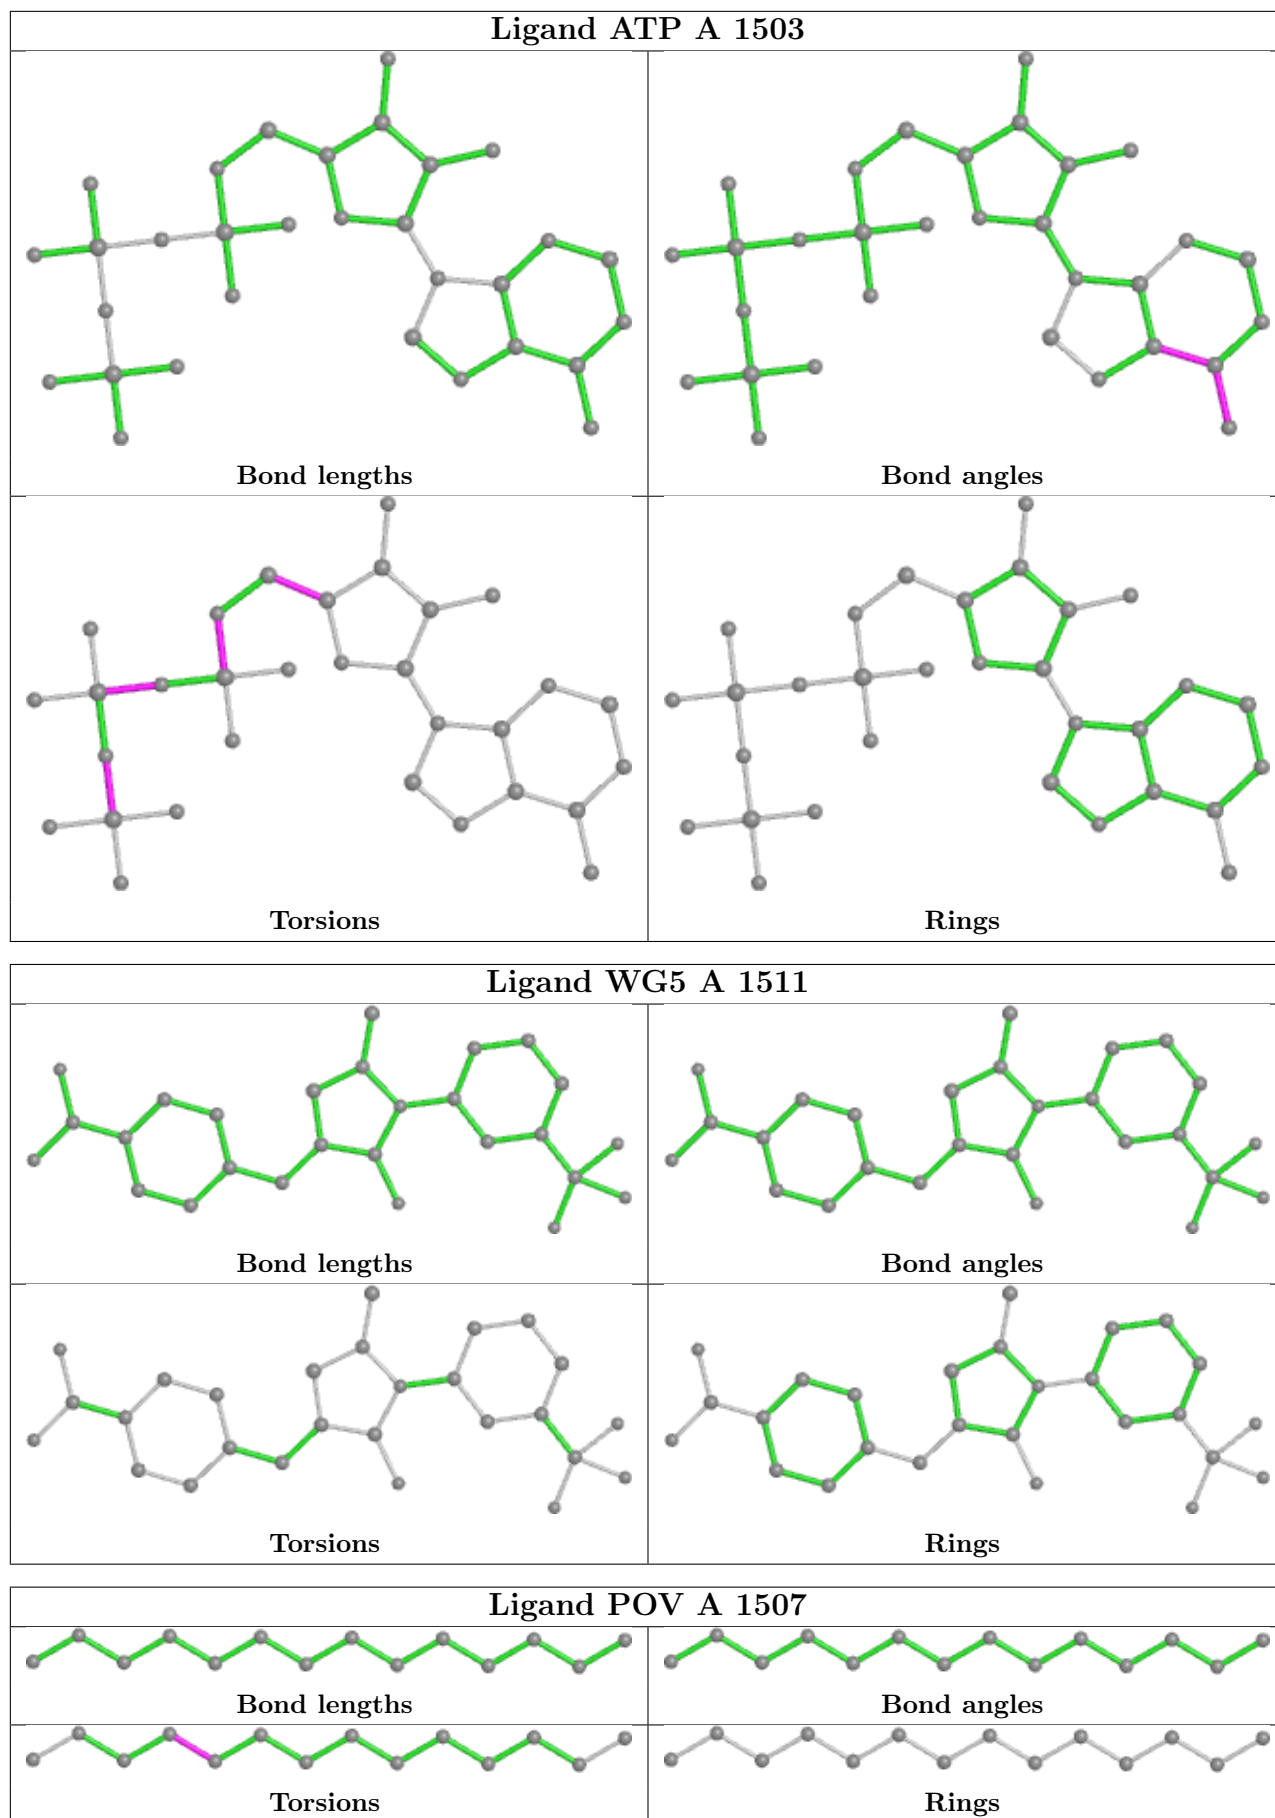 Ligand ATP A 1503
Bond lengths
Bond angles
Torsions
Rings
Ligand WG5 A 1511
Bond lengths
Bond angles
Torsions
Rings
Ligand POV A 1507
Bond lengths
Bond angles
Torsions
Rings